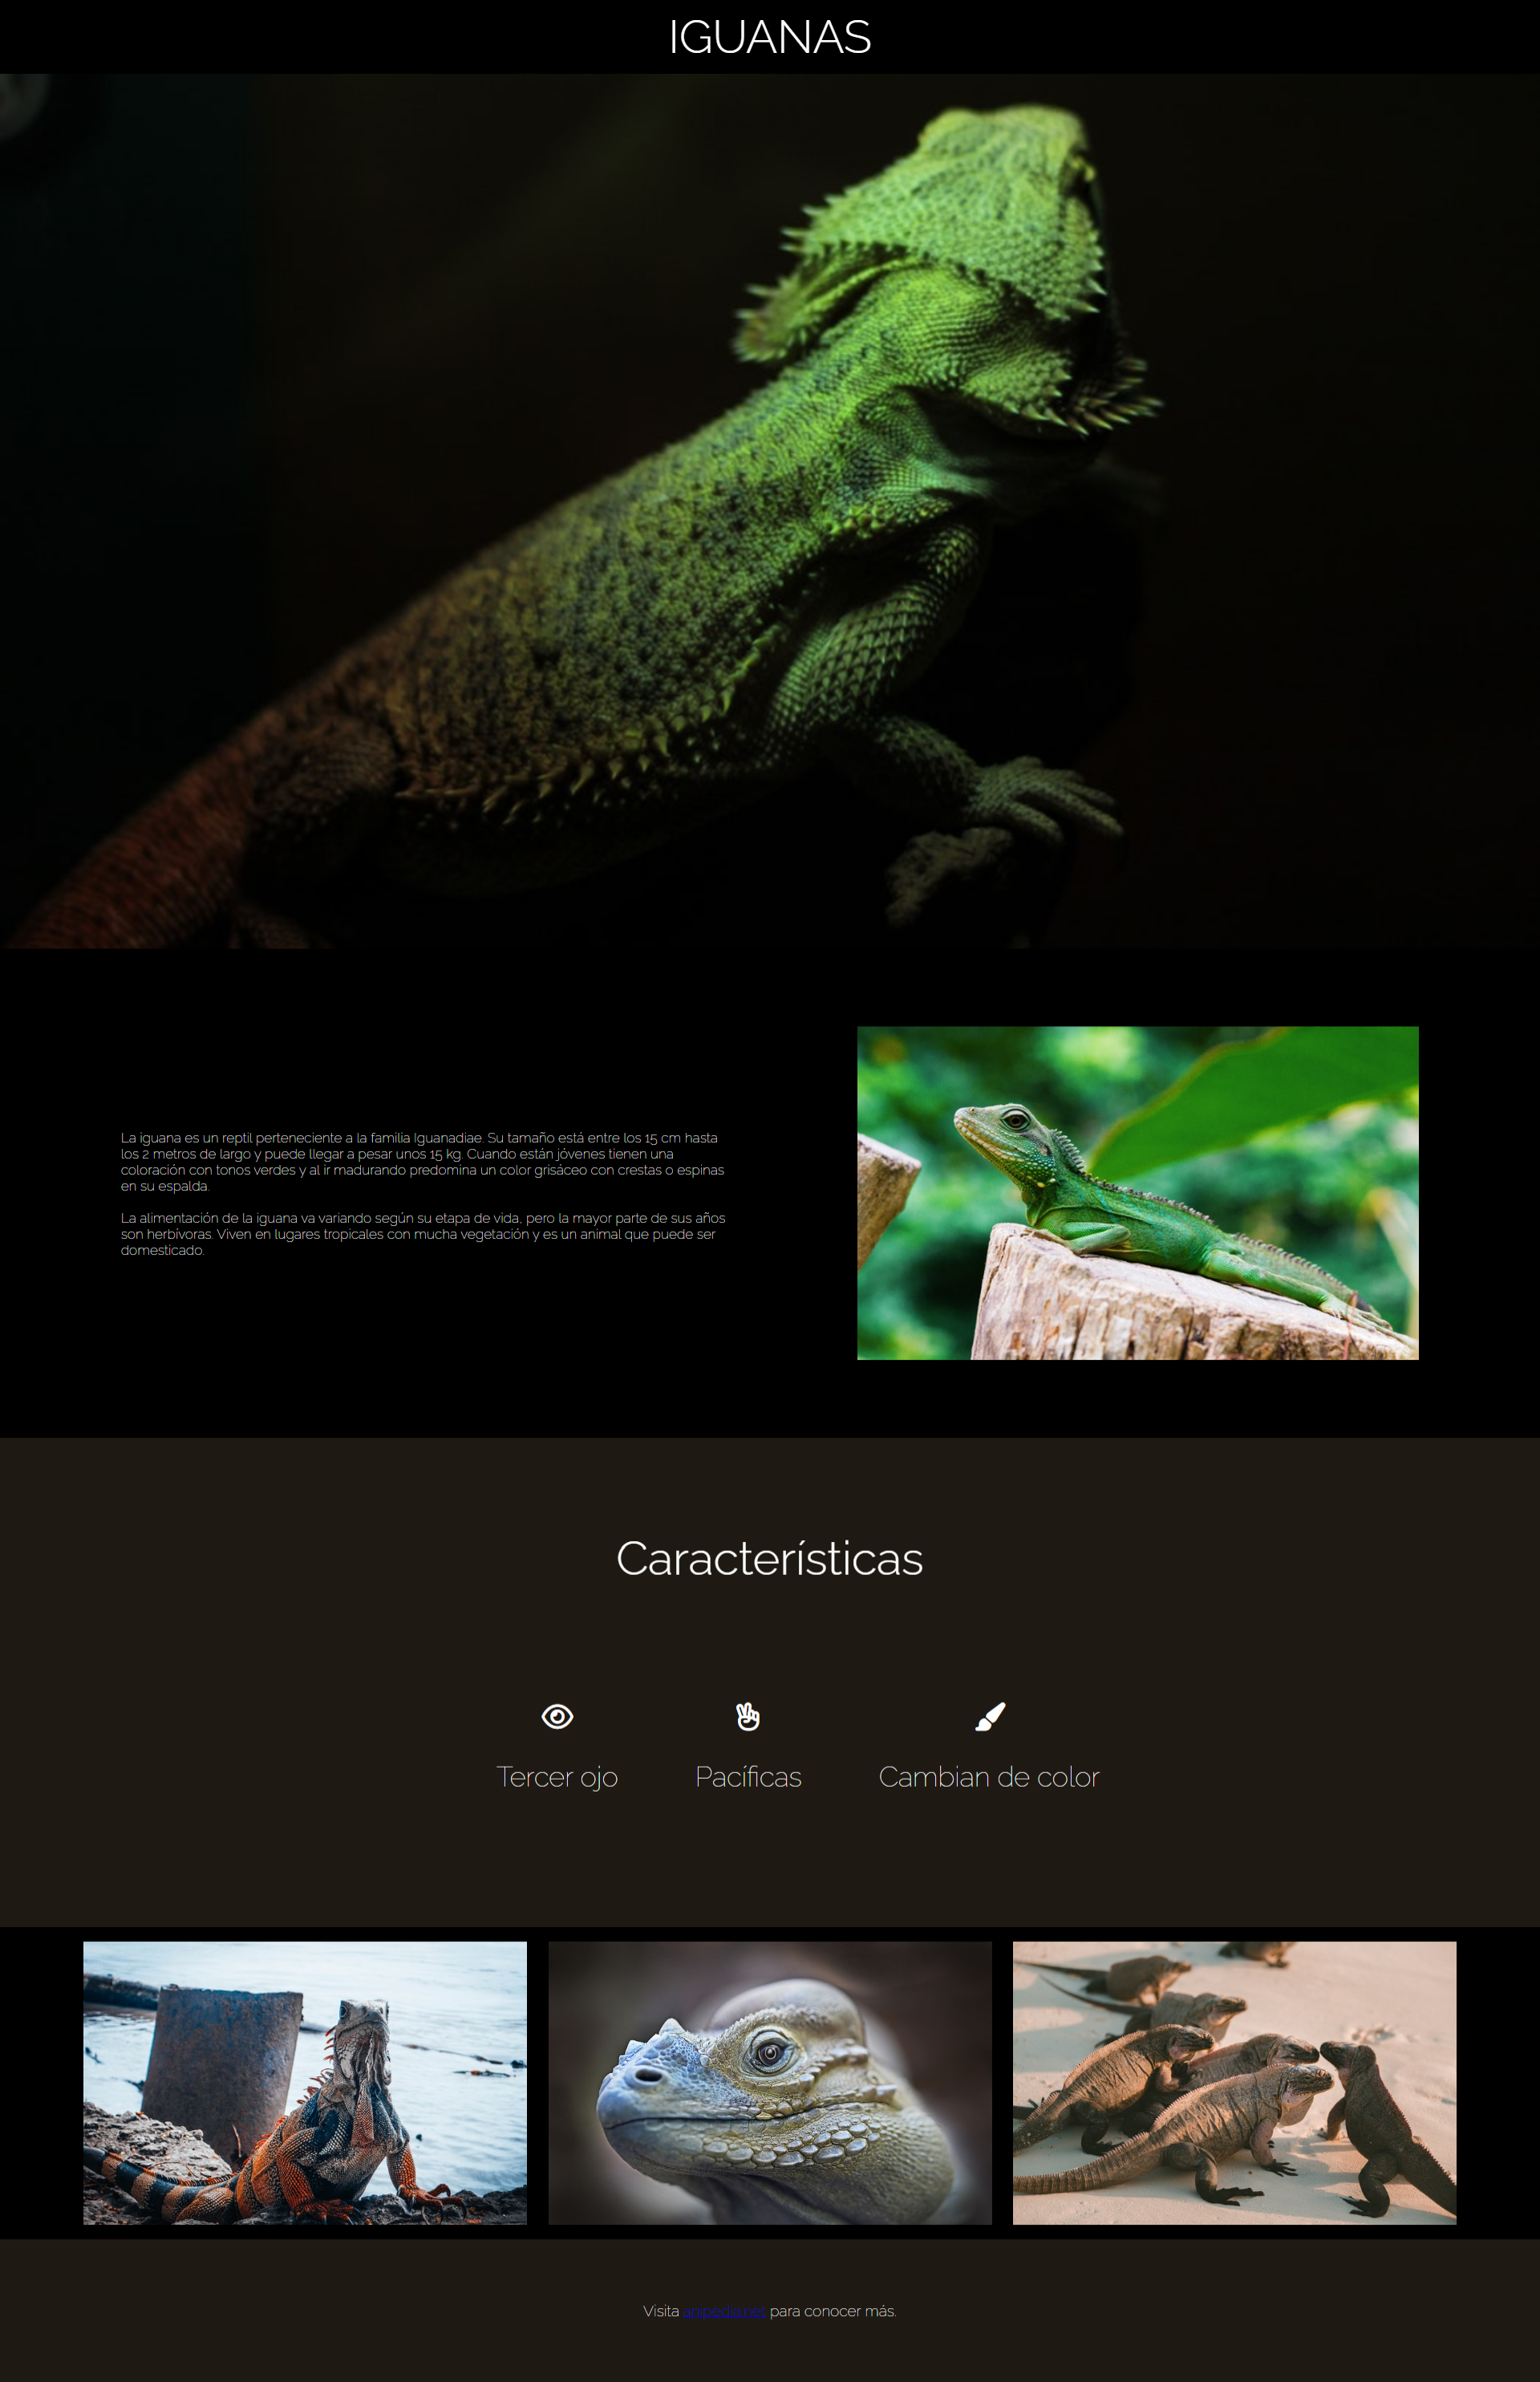 IGUANAS
La iguana es un reptil perteneciente a la familia Iguanadiae. Su tamaño está entre los 15 cm hasta
los 2 metros de largo y puede llegar a pesar unos 15 kg. Cuando están jóvenes tienen una
coloración con tonos verdes y al ir madurando predomina un color grisáceo con crestas o espinas
en su espalda.
La alimentación de la iguana va variando según su etapa de vida, pero la mayor parte de sus años
son herbívoras. Viven en lugares tropicales con mucha vegetación y es un animal que puede ser
domesticado.
Características
Tercer ojo
Pacíficas
Cambian de color
Visita anipedia.net para conocer más.